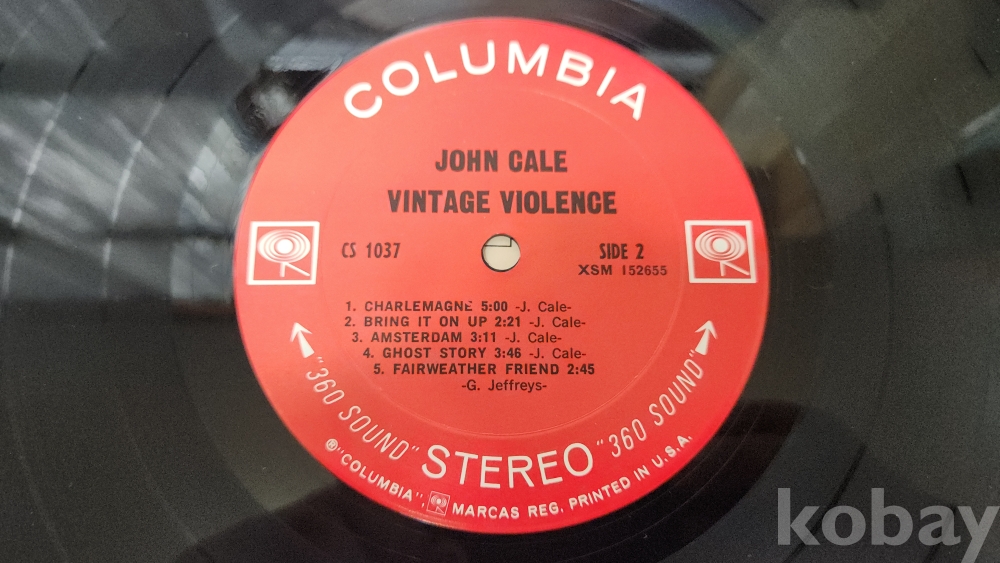 COLUMBIA
JOHN CALE
VINTAGE VIOLENCE
CS 1037
SIDE 2
XSM 152655
1. CHARLEMAGNE 5:00 -J. Cale-
2. BRING IT ON UP 2:21 -J. Cale-
3. AMSTERDAM 3:11 -J. Cale-
4. GHOST STORY 3:46 -J. Cale-
5. FAIRWEATHER FRIEND 2:45
-G. Jeffreys-
"360 SOUND" STEREO "360 SOUND"
®"COLUMBIA", MARCAS REG. PRINTED IN U.S.A.
kobay